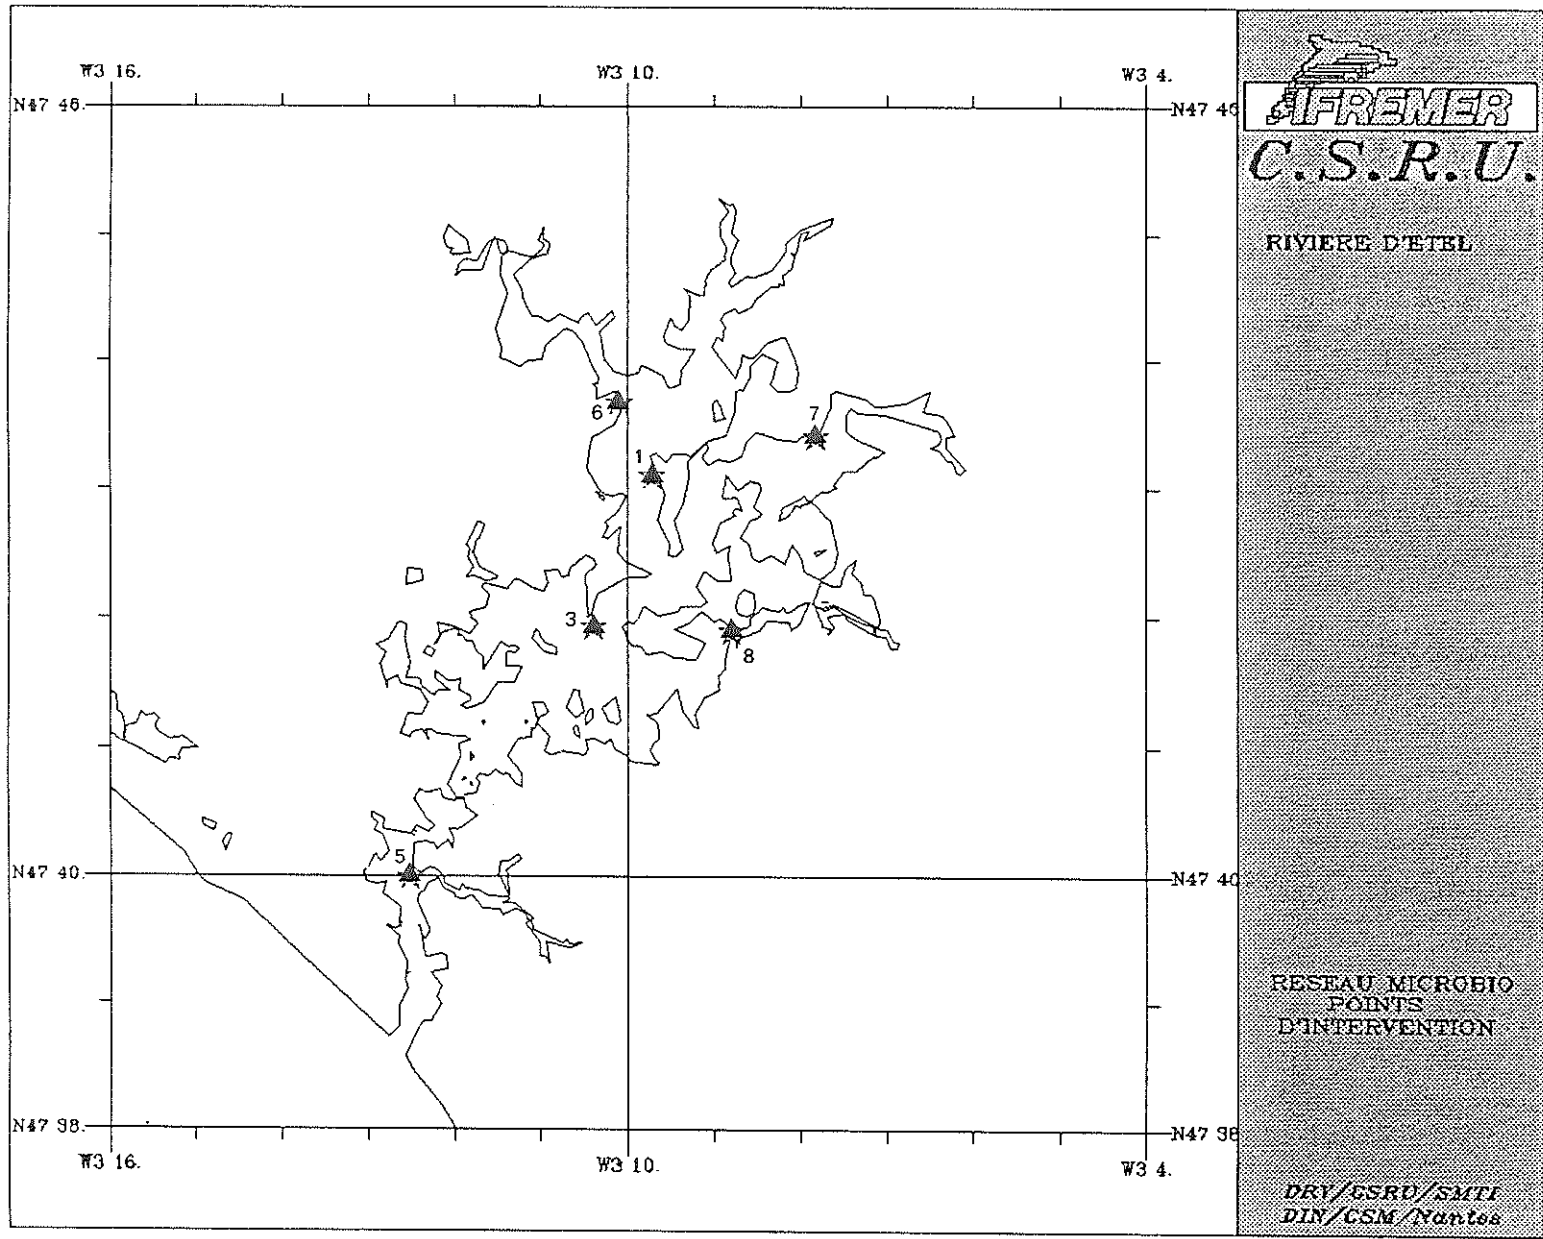 W3 16.
W3 10.
W3 4.
N47 46.
N47 46
IFREMER
C.S.R.U.
RIVIERE D'ETEL
6
7
1
3
8
5
N47 40.
N47 40
RESEAU MICROBIO
POINTS
D'INTERVENTION
N47 38.
N47 38
W3 16.
W3 10.
W3 4.
DRV/CSRU/SMTI
DIN/CSM/Nantes